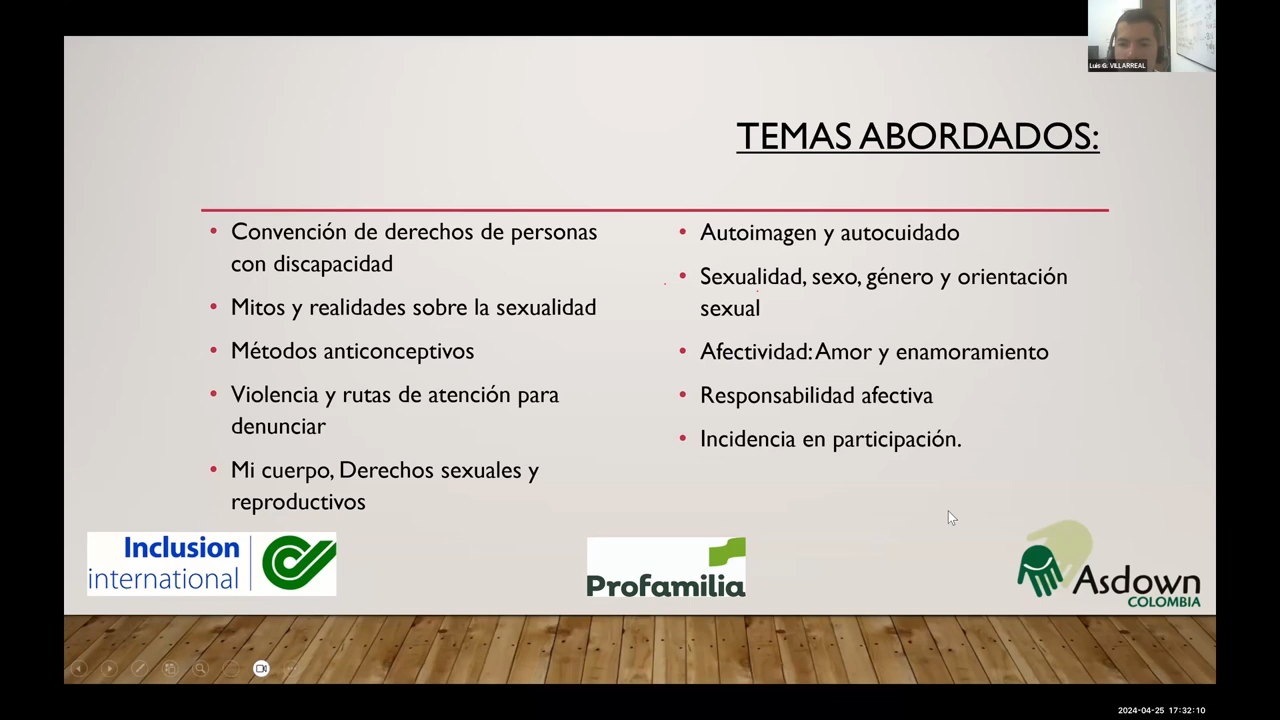 Luis G. VILLARREAL
TEMAS ABORDADOS:
• Convención de derechos de personas
con discapacidad
• Mitos y realidades sobre la sexualidad
• Métodos anticonceptivos
• Violencia y rutas de atención para
denunciar
• Mi cuerpo, Derechos sexuales y
reproductivos
• Autoimagen y autocuidado
• Sexualidad, sexo, género y orientación
sexual
• Afectividad: Amor y enamoramiento
• Responsabilidad afectiva
• Incidencia en participación.
Inclusion
international
Profamilia
Asdown
COLOMBIA
2024-04-25 17:32:10